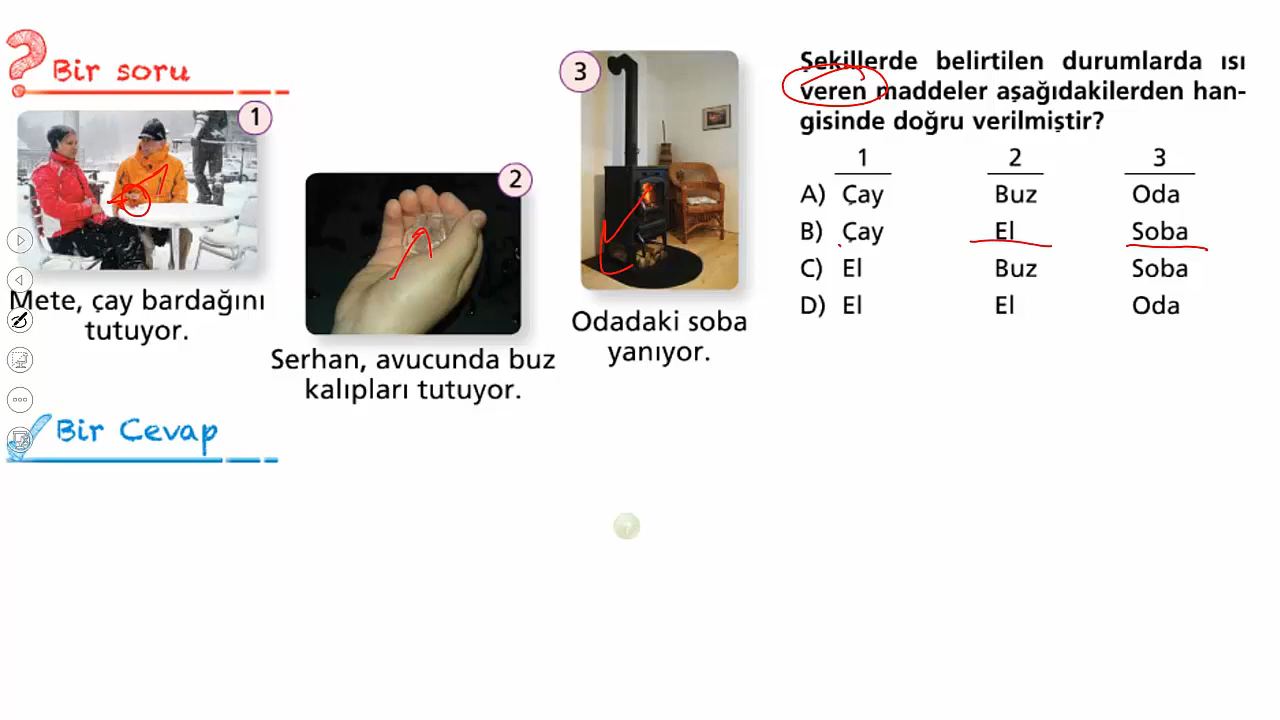 Bir soru
1
Mete, çay bardağını
tutuyor.
2
Serhan, avucunda buz
kalıpları tutuyor.
3
Odadaki soba
yanıyor.
Şekillerde belirtilen durumlarda ısı
veren maddeler aşağıdakilerden han-
gisinde doğru verilmiştir?
1 2 3
A) Çay Buz Oda
B) Çay El Soba
C) El Buz Soba
D) El El Oda
Bir Cevap